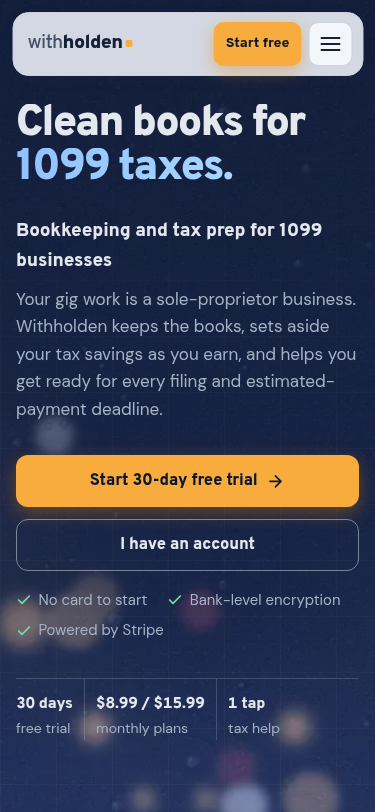 withholden
Start free
Clean books for
1099 taxes.
Bookkeeping and tax prep for 1099
businesses
Your gig work is a sole-proprietor business.
Withholden keeps the books, sets aside
your tax savings as you earn, and helps you
get ready for every filing and estimated-
payment deadline.
Start 30-day free trial
I have an account
No card to start
Bank-level encryption
Powered by Stripe
30 days
free trial
$8.99 / $15.99
monthly plans
1 tap
tax help